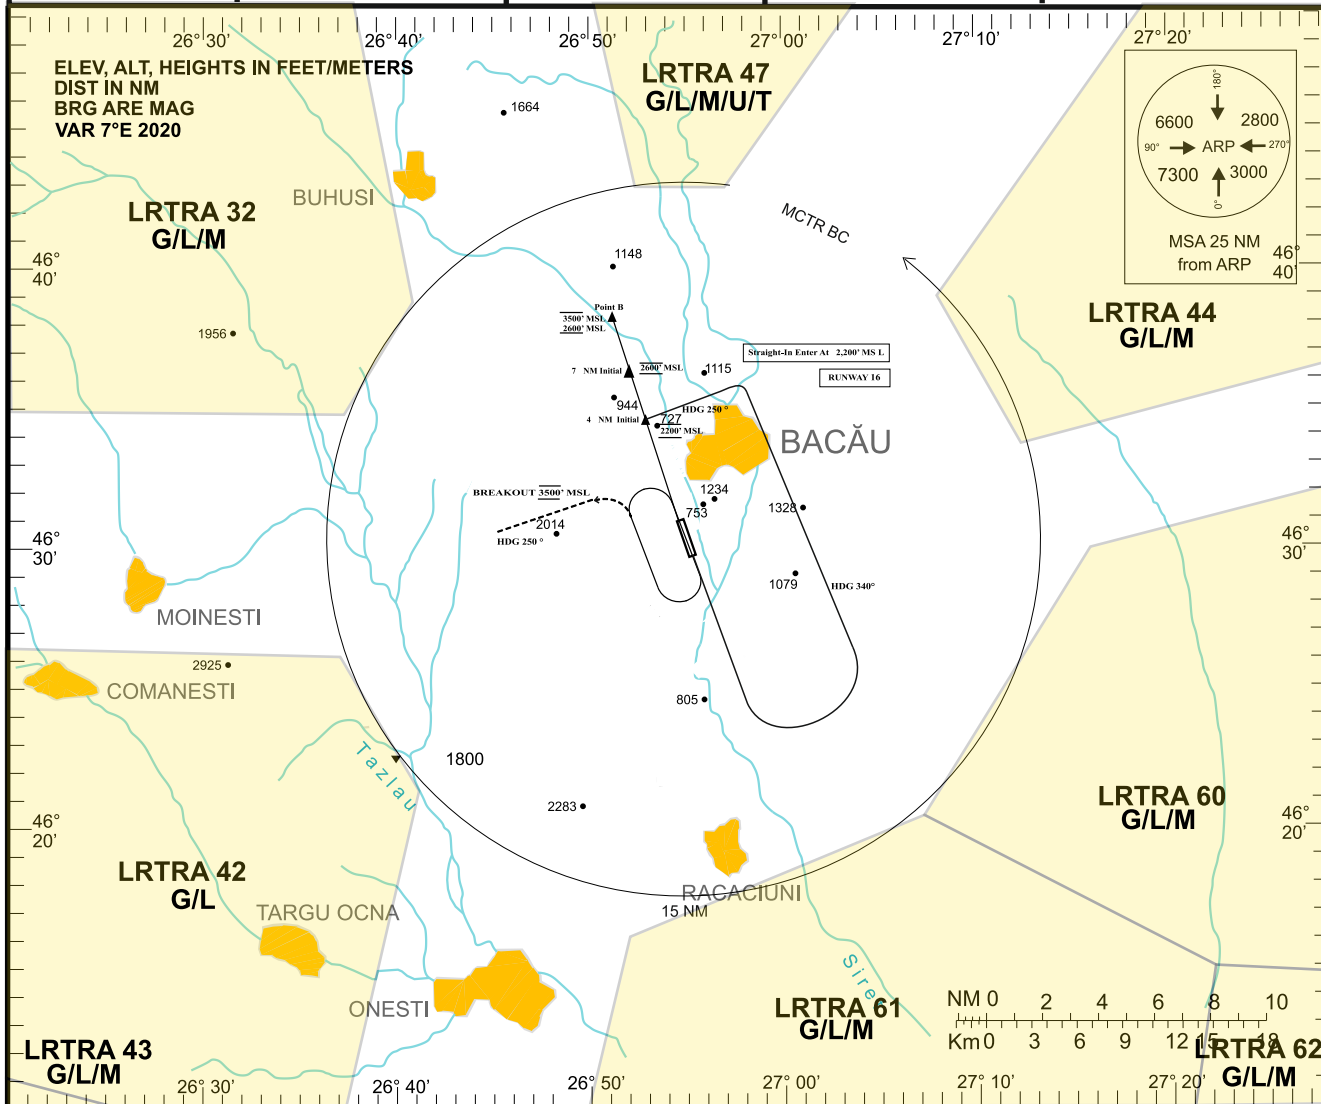 26°30'
26°40'
26°50'
27°00'
27°10'
27°20'
ELEV, ALT, HEIGHTS IN FEET/METERS
DIST IN NM
BRG ARE MAG
VAR 7°E 2020
LRTRA 47
G/L/M/U/T
1664
180°
6600
2800
90°
ARP
270°
7300
3000
0°
MSA 25 NM
from ARP
BUHUSI
LRTRA 32
G/L/M
MCTR BC
46°
40'
46°
40'
1148
Point B
3500' MSL
2600' MSL
1956
LRTRA 44
G/L/M
Straight-In Enter At 2,200' MS L
RUNWAY 16
7 NM Initial
2600' MSL
1115
944
HDG 250 °
4 NM Initial
727
2200' MSL
BACĂU
BREAKOUT 3500' MSL
1234
753
1328
2014
HDG 250 °
46°
30'
46°
30'
1079
HDG 340°
MOINESTI
2925
COMANESTI
805
Tazlau
1800
2283
LRTRA 60
G/L/M
46°
20'
46°
20'
LRTRA 42
G/L
RACACIUNI
15 NM
TARGU OCNA
Siret
ONESTI
LRTRA 61
G/L/M
NM 0 2 4 6 8 10
Km 0 3 6 9 12 15 18
LRTRA 43
G/L/M
LRTRA 62
G/L/M
26° 30'
26° 40'
26° 50'
27° 00'
27° 10'
27° 20'